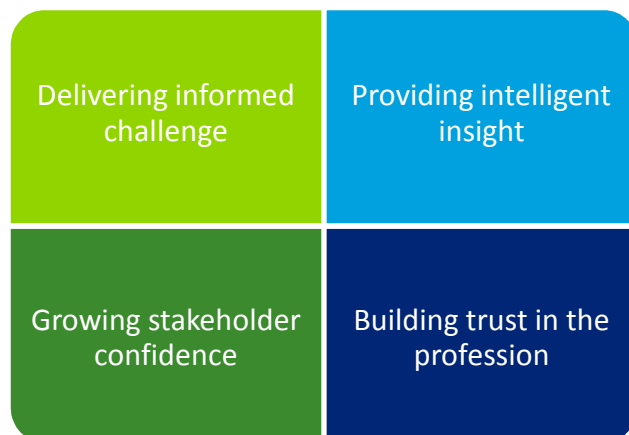 Delivering informed
challenge
Providing intelligent
insight
Growing stakeholder
confidence
Building trust in the
profession